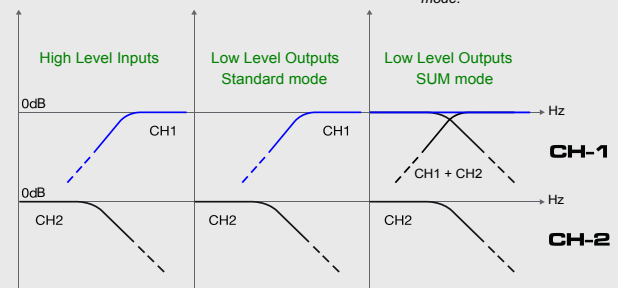 mode.
High Level Inputs
Low Level Outputs
Standard mode
Low Level Outputs
SUM mode
0dB
Hz
CH1
CH1
CH1 + CH2
CH-1
0dB
Hz
CH2
CH2
CH2
CH-2